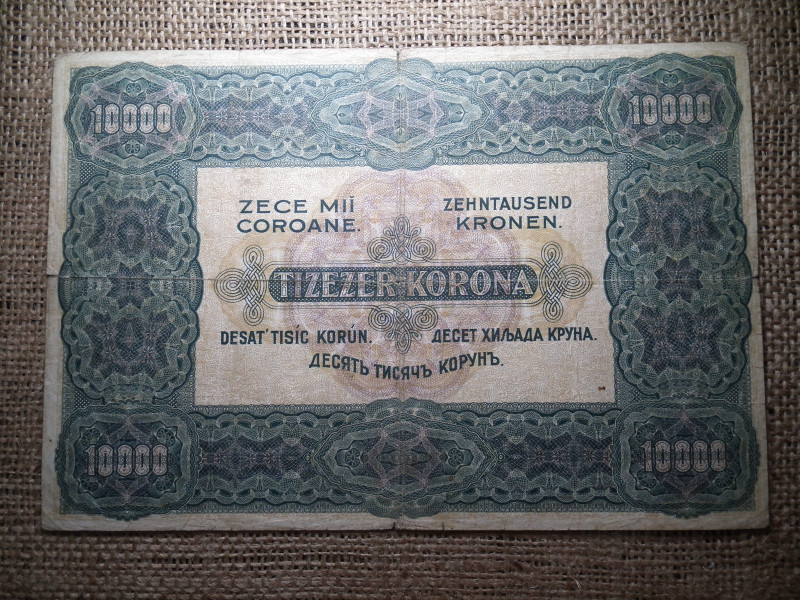 10000
10000
ZECE MII
COROANE.
ZEHNTAUSEND
KRONEN.
TIZEZER KORONA
DESAT' TISÍC KORÚN.
ДЕСЕТ ХИЉАДА КРУНА.
ДЕСЯТЬ ТИСЯЧЪ КОРУНЪ.
10000
10000